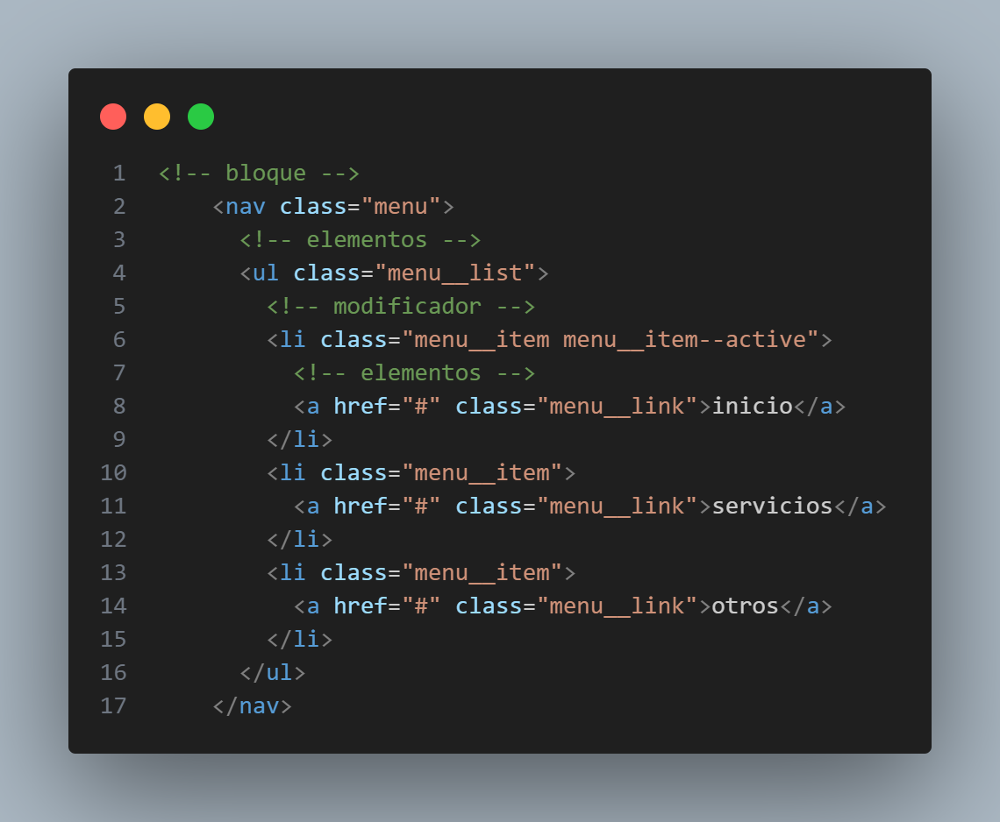 1 <!-- bloque -->
2     <nav class="menu">
3       <!-- elementos -->
4       <ul class="menu__list">
5         <!-- modificador -->
6         <li class="menu__item menu__item--active">
7           <!-- elementos -->
8           <a href="#" class="menu__link">inicio</a>
9         </li>
10         <li class="menu__item">
11           <a href="#" class="menu__link">servicios</a>
12         </li>
13         <li class="menu__item">
14           <a href="#" class="menu__link">otros</a>
15         </li>
16       </ul>
17     </nav>